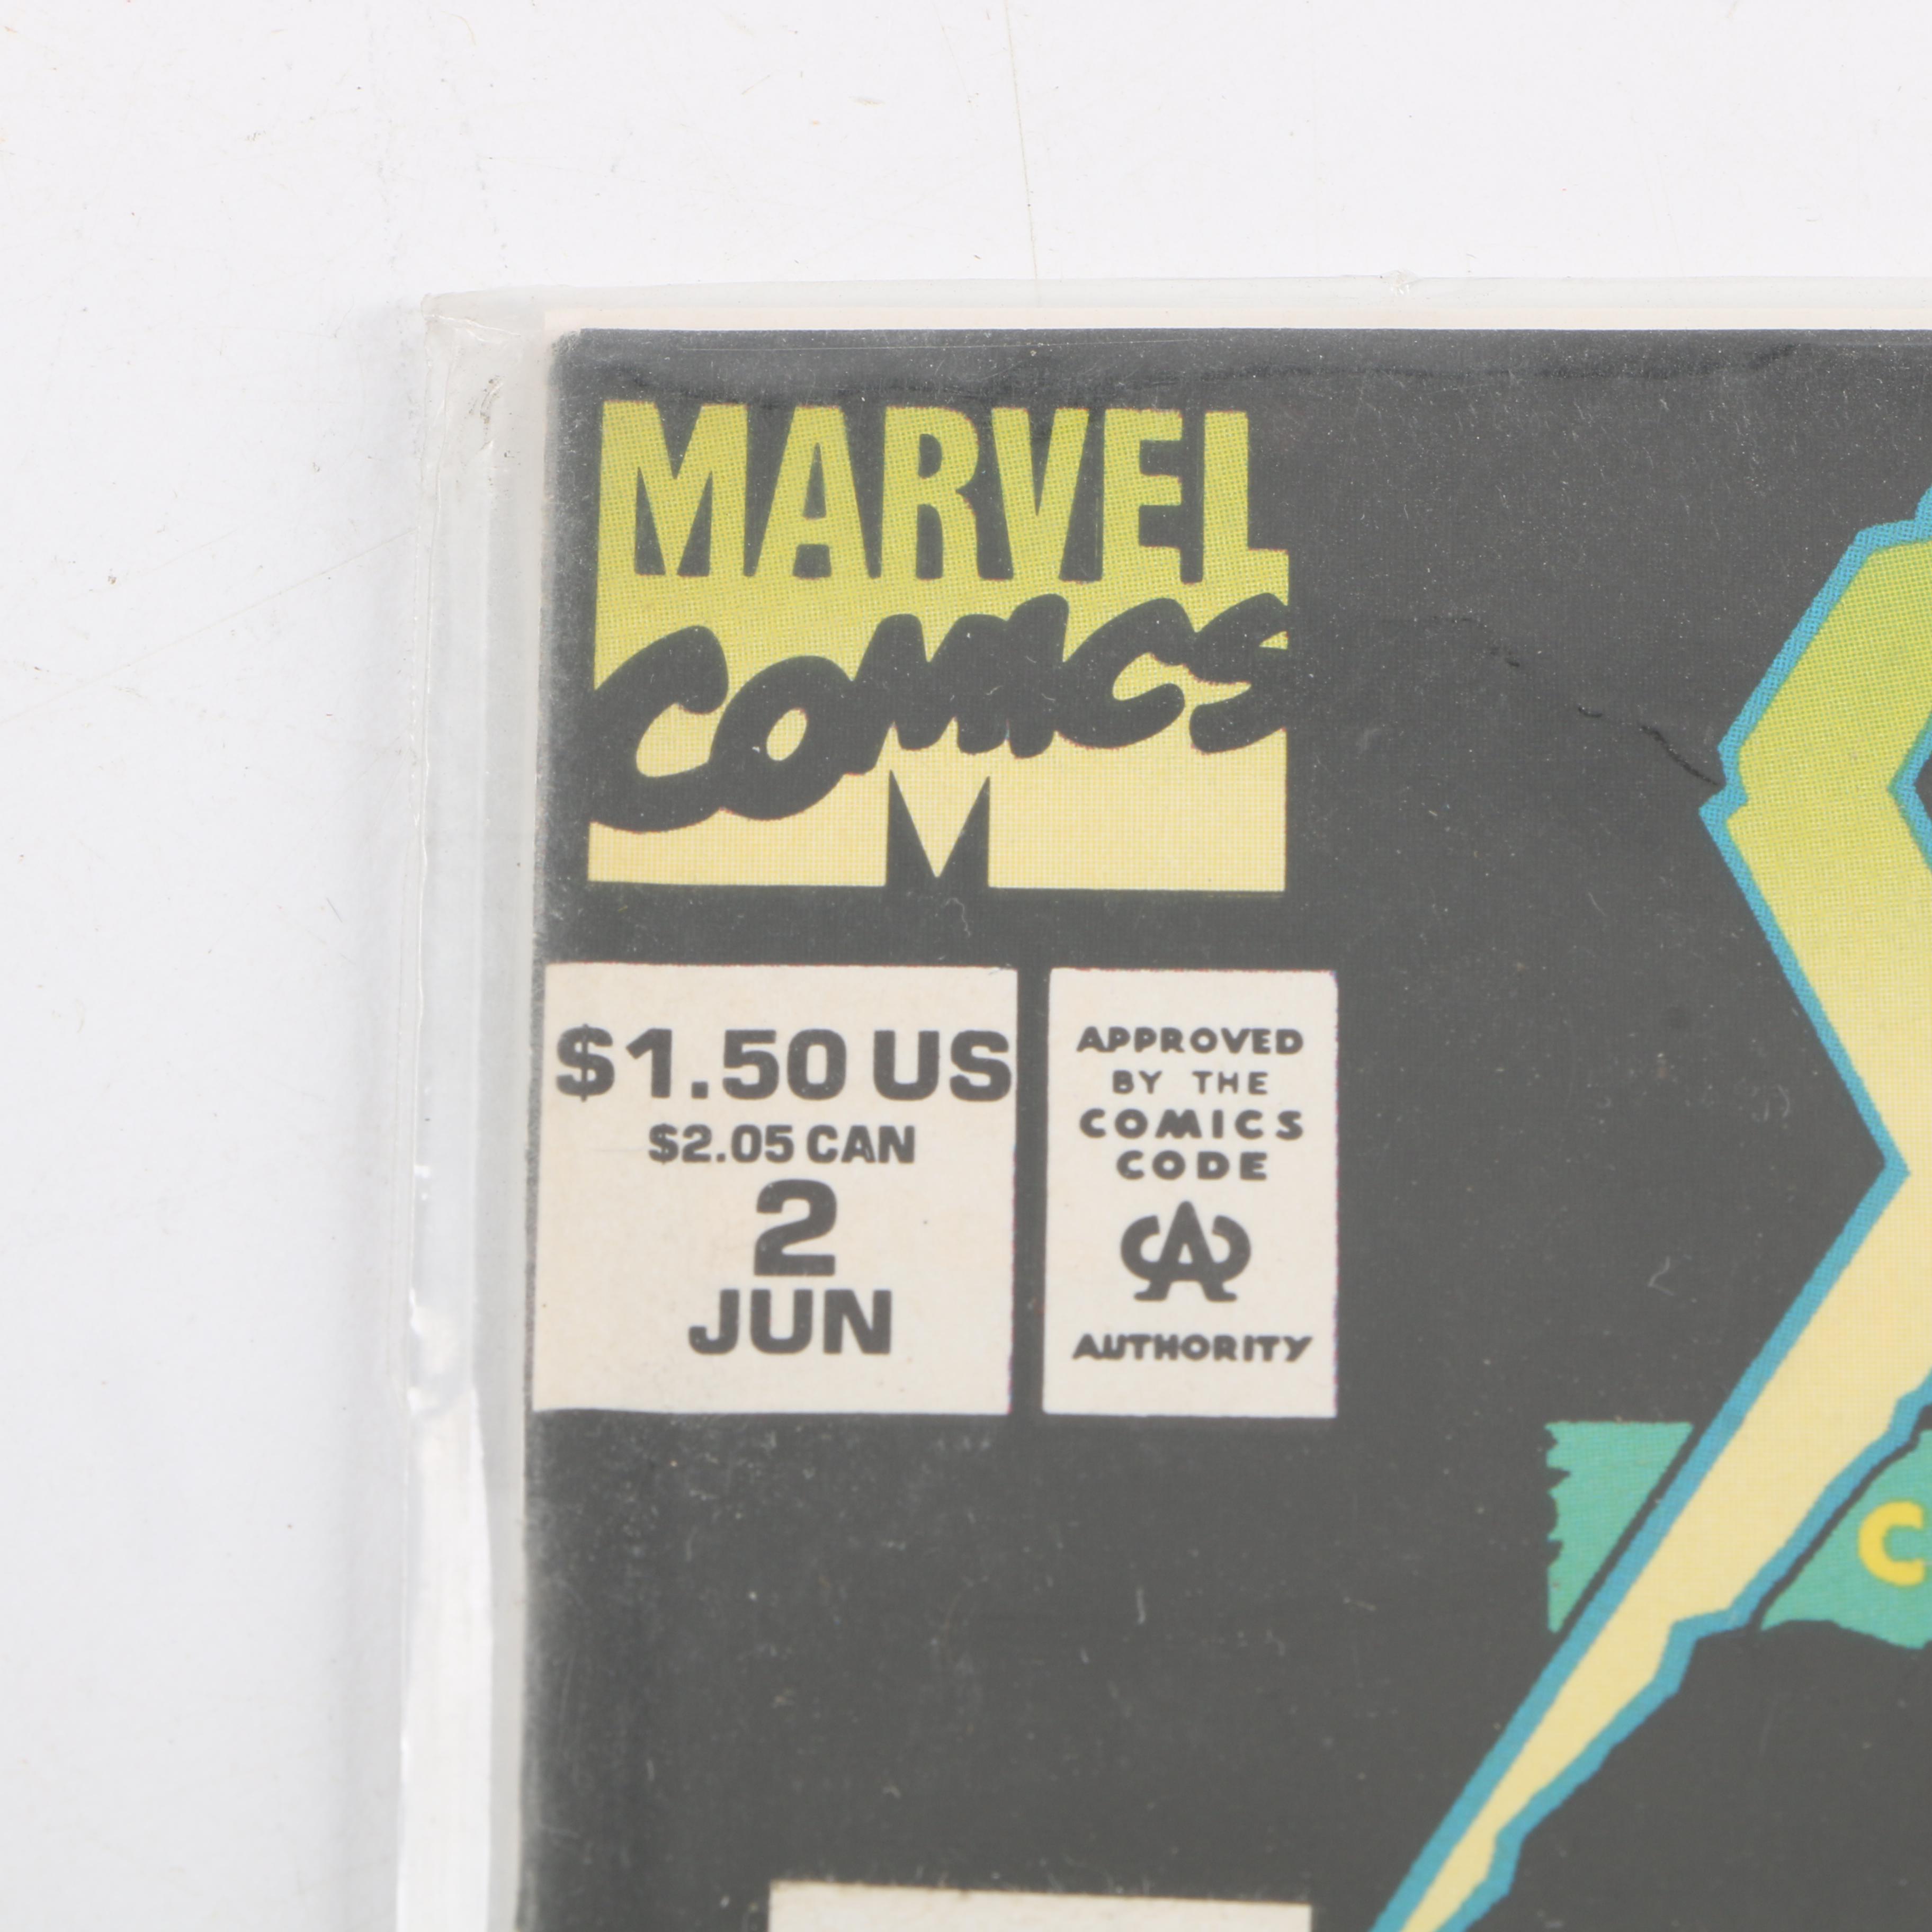 MARVEL
COMICS
M
$1.50 US
$2.05 CAN
2
JUN
APPROVED
BY THE
COMICS
CODE
CA
AUTHORITY
C